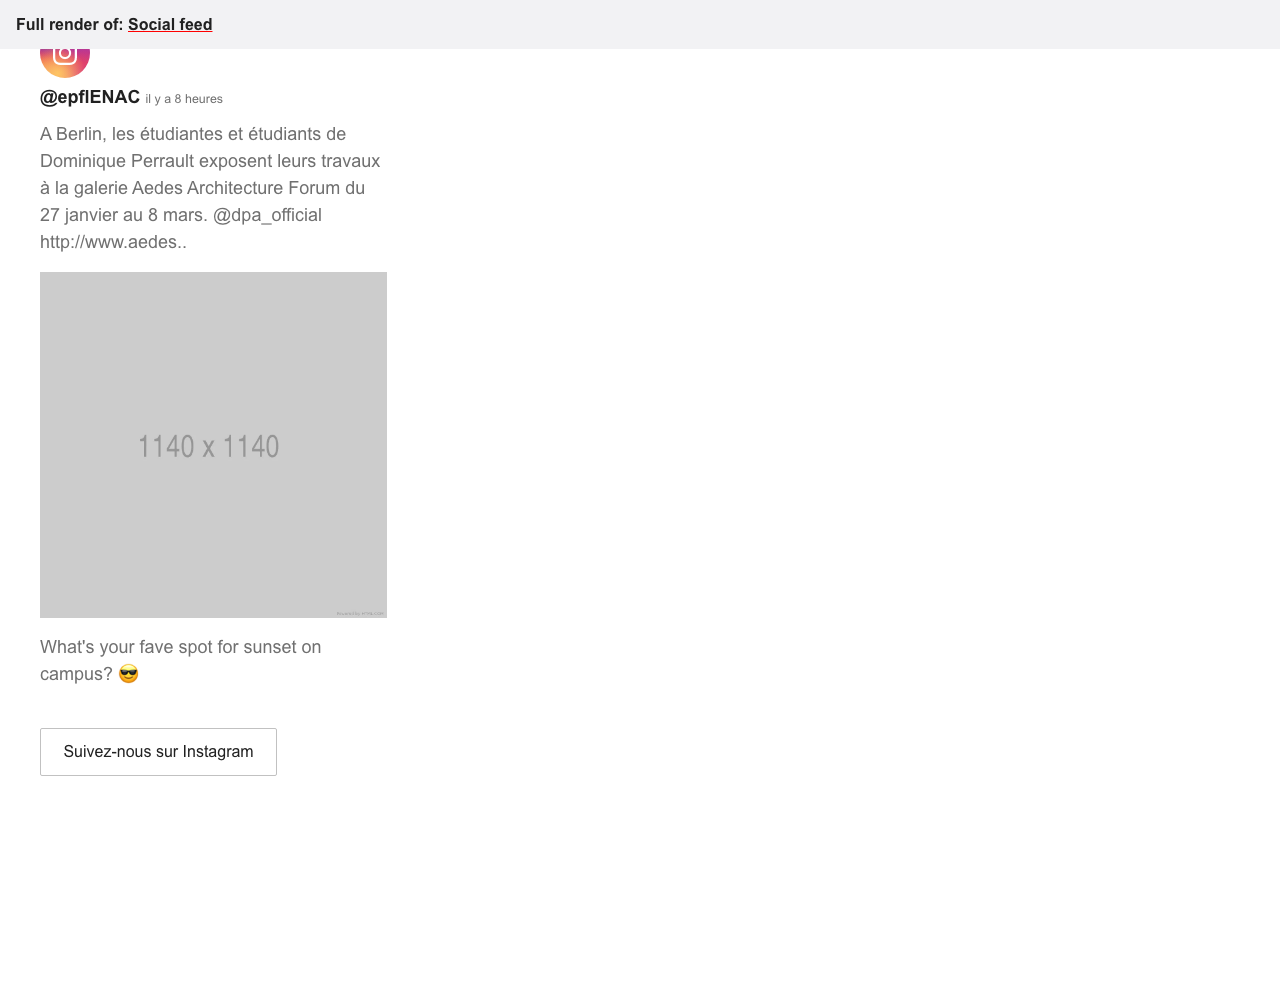 Full render of: Social feed
@epflENAC il y a 8 heures
A Berlin, les étudiantes et étudiants de
Dominique Perrault exposent leurs travaux
à la galerie Aedes Architecture Forum du
27 janvier au 8 mars. @dpa_official
http://www.aedes..
1140 x 1140
What's your fave spot for sunset on
campus? 😎
Suivez-nous sur Instagram